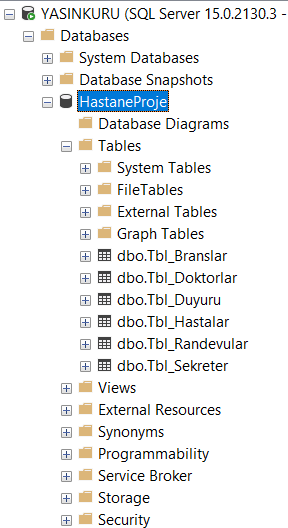 YASINKURU (SQL Server 15.0.2130.3 -
Databases
System Databases
Database Snapshots
HastaneProje
Database Diagrams
Tables
System Tables
FileTables
External Tables
Graph Tables
dbo.Tbl_Branslar
dbo.Tbl_Doktorlar
dbo.Tbl_Duyuru
dbo.Tbl_Hastalar
dbo.Tbl_Randevular
dbo.Tbl_Sekreter
Views
External Resources
Synonyms
Programmability
Service Broker
Storage
Security